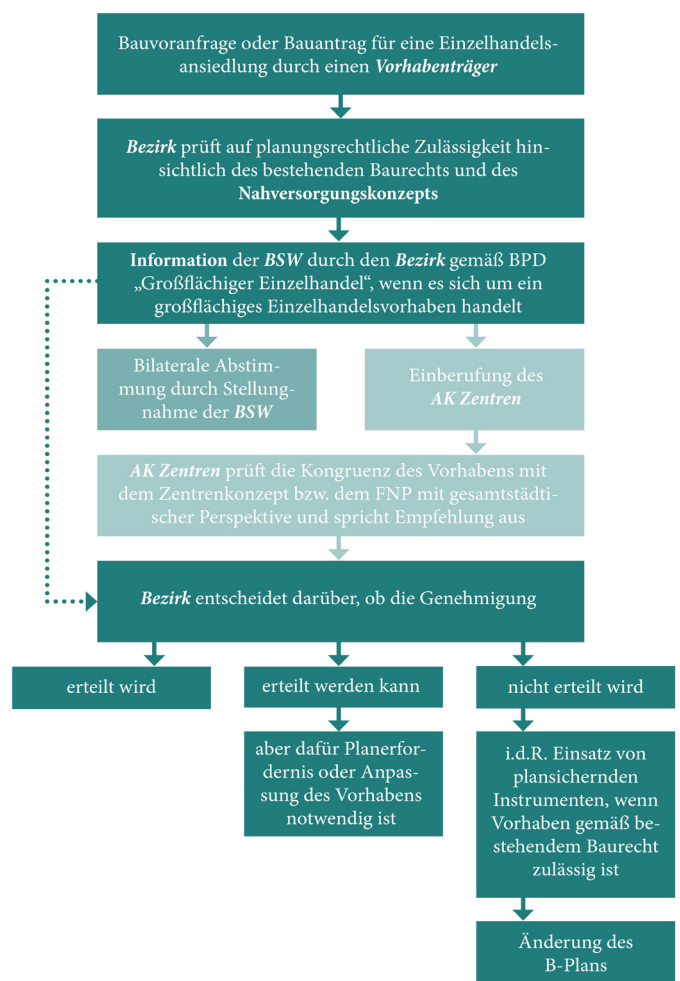 Bauvoranfrage oder Bauantrag für eine Einzelhandels-
ansiedlung durch einen Vorhabenträger
Bezirk prüft auf planungsrechtliche Zulässigkeit hin-
sichtlich des bestehenden Baurechts und des
Nahversorgungskonzepts
Information der BSW durch den Bezirk gemäß BPD
„Großflächiger Einzelhandel“, wenn es sich um ein
großflächiges Einzelhandelsvorhaben handelt
Bilaterale Abstim-
mung durch Stellung-
nahme der BSW
Einberufung des
AK Zentren
AK Zentren prüft die Kongruenz des Vorhabens mit
dem Zentrenkonzept bzw. dem FNP mit gesamtstädti-
scher Perspektive und spricht Empfehlung aus
Bezirk entscheidet darüber, ob die Genehmigung
erteilt wird
erteilt werden kann
nicht erteilt wird
aber dafür Planerfor-
dernis oder Anpas-
sung des Vorhabens
notwendig ist
i.d.R. Einsatz von
plansichernden
Instrumenten, wenn
Vorhaben gemäß be-
stehendem Baurecht
zulässig ist
Änderung des
B-Plans